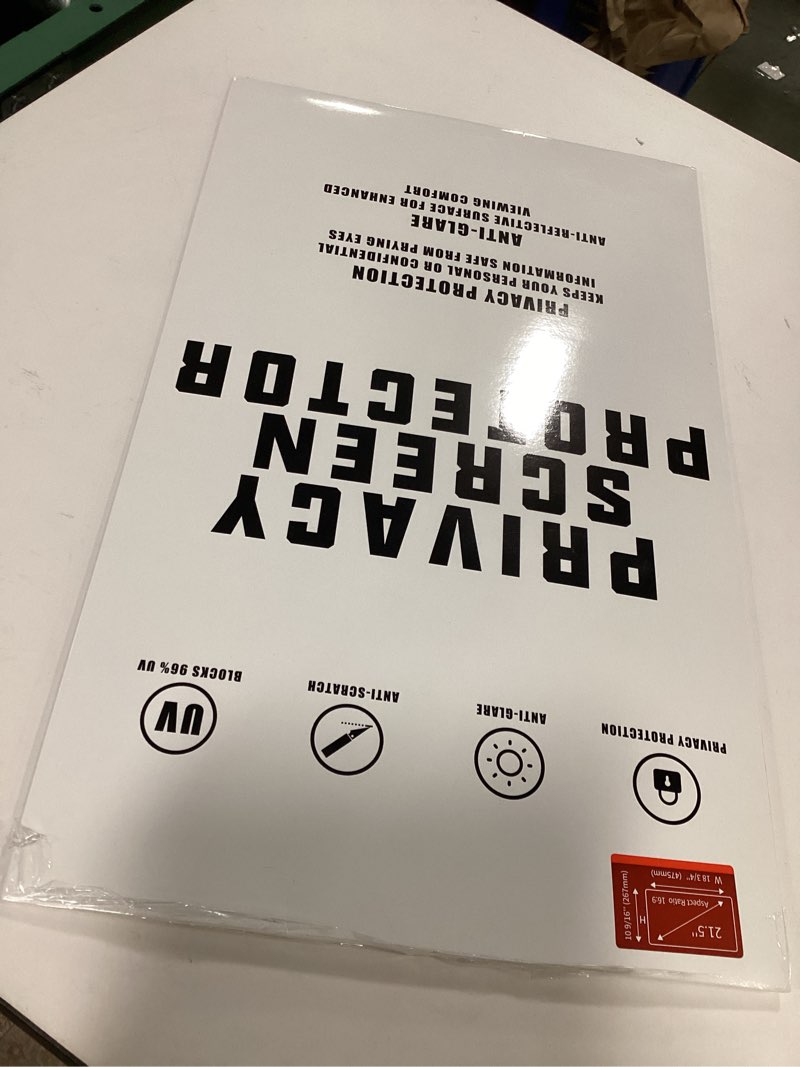 21.5"
Aspect Ratio 16.9
H
10 9/16" (267mm)
W 18 3/4" (475mm)
PRIVACY PROTECTION
ANTI-GLARE
ANTI-SCRATCH
UV
BLOCKS 96% UV
PRIVACY
SCREEN
PROTECTOR
PRIVACY PROTECTION
KEEPS YOUR PERSONAL OR CONFIDENTIAL
INFORMATION SAFE FROM PRYING EYES
ANTI-GLARE
ANTI-REFLECTIVE SURFACE FOR ENHANCED
VIEWING COMFORT